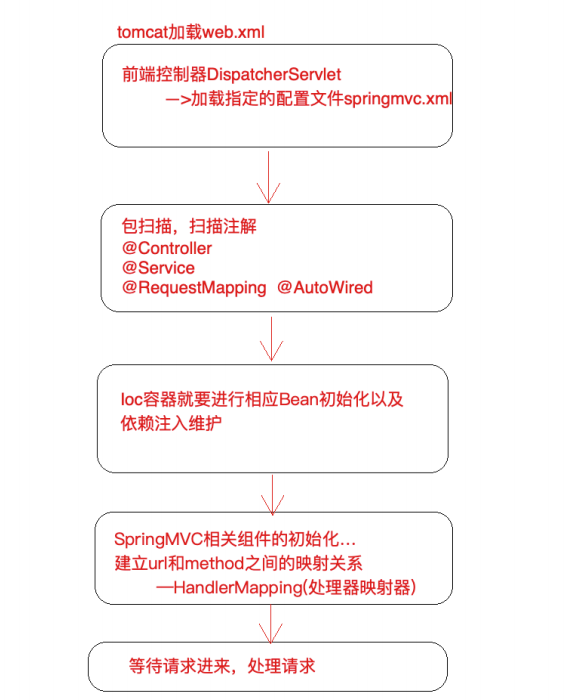 tomcat加载web.xml
前端控制器DispatcherServlet
—>加载指定的配置文件springmvc.xml
包扫描，扫描注解
@Controller
@Service
@RequestMapping @AutoWired
Ioc容器就要进行相应Bean初始化以及
依赖注入维护
SpringMVC相关组件的初始化...
建立url和method之间的映射关系
—HandlerMapping(处理器映射器)
等待请求进来，处理请求